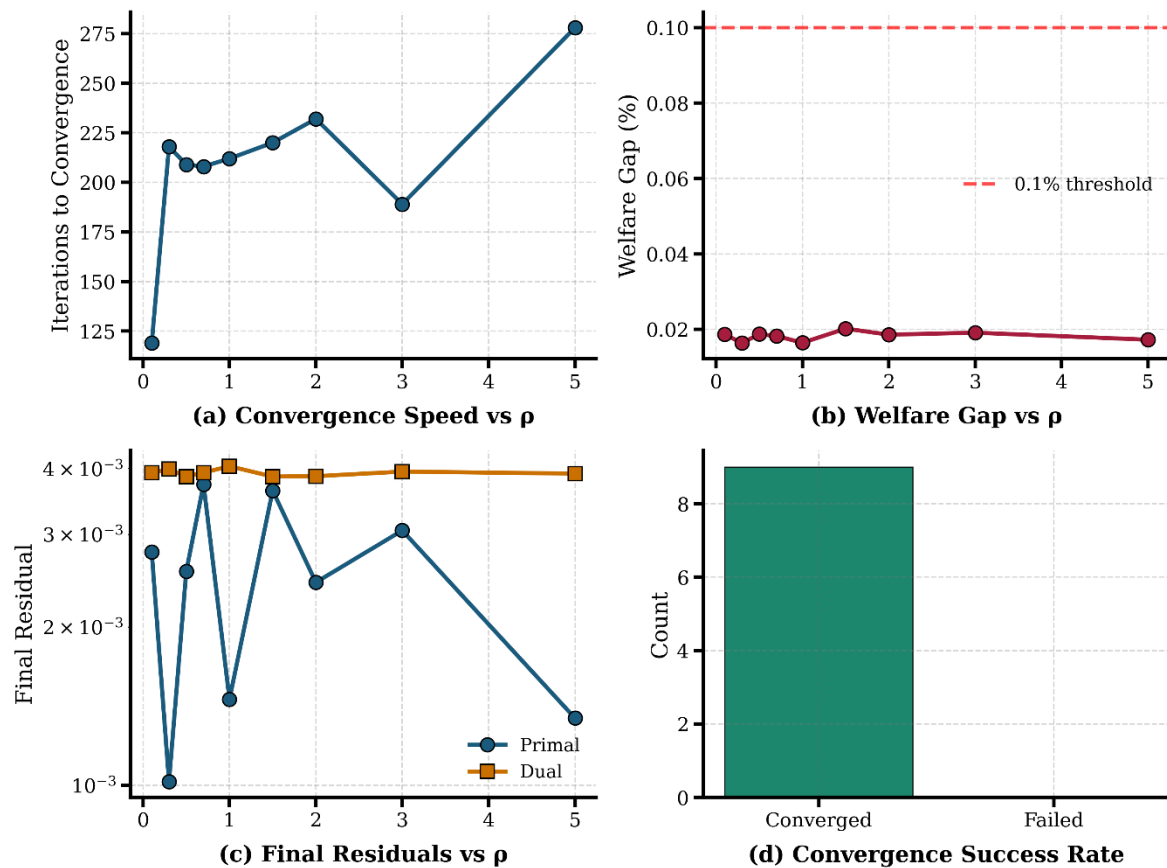 Iterations to Convergence
275
250
225
200
175
150
125
0 1 2 3 4 5
(a) Convergence Speed vs ρ
Welfare Gap (%)
0.10
0.08
0.06
0.04
0.02
0.1% threshold
0 1 2 3 4 5
(b) Welfare Gap vs ρ
Final Residual
4 × 10⁻³
3 × 10⁻³
2 × 10⁻³
10⁻³
Primal
Dual
0 1 2 3 4 5
(c) Final Residuals vs ρ
Count
8
6
4
2
0
Converged Failed
(d) Convergence Success Rate